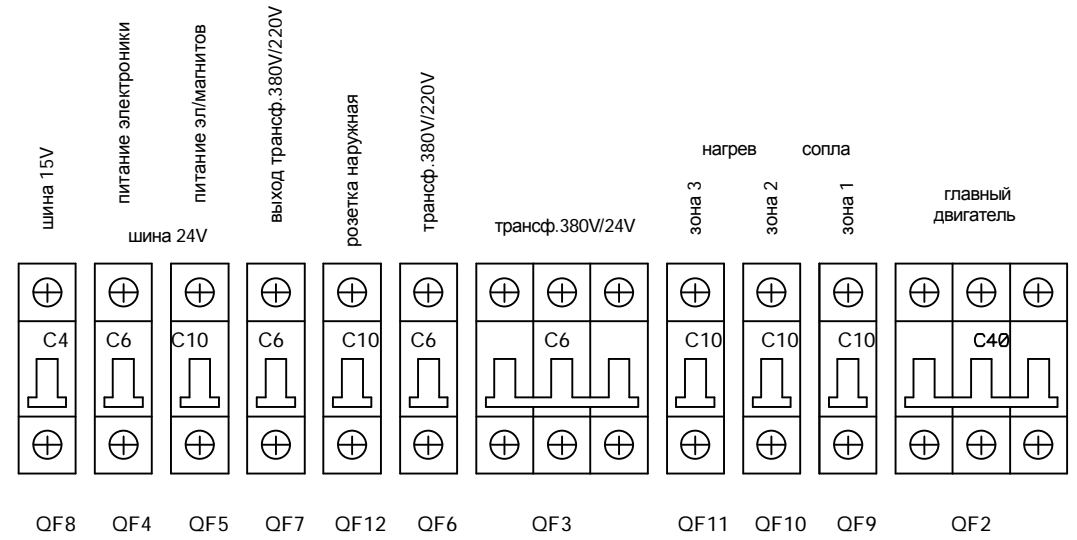 шина 15V
питание электроники
питание эл/магнитов
шина 24V
выход трансф.380V/220V
розетка наружная
трансф.380V/220V
трансф.380V/24V
нагрев сопла
зона 3
зона 2
зона 1
главный
двигатель
C4 C6 C10 C6 C10 C6 C6 C10 C10 C10
QF8 QF4 QF5 QF7 QF12 QF6 QF3 QF11 QF10 QF9 QF2